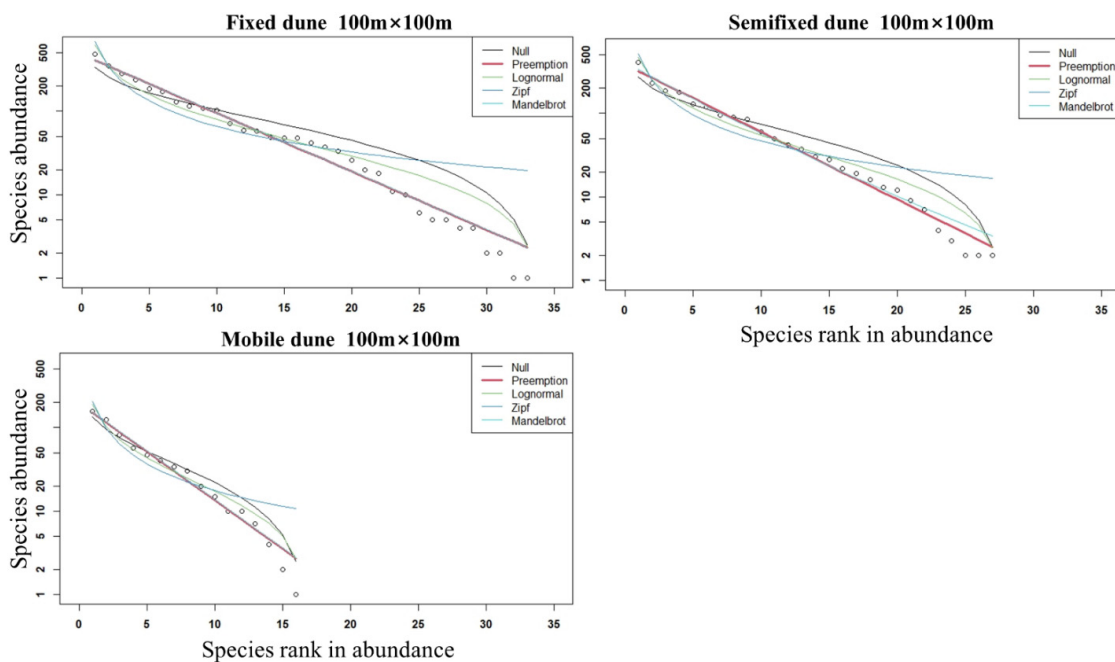 Fixed dune 100m×100m
Species abundance
500
200
50
20
10
5
2
1
0 5 10 15 20 25 30 35
Null
Preemption
Lognormal
Zipf
Mandelbrot
Semifixed dune 100m×100m
500
200
50
20
10
5
2
1
0 5 10 15 20 25 30 35
Null
Preemption
Lognormal
Zipf
Mandelbrot
Species rank in abundance
Mobile dune 100m×100m
Species abundance
500
200
50
20
10
5
2
1
0 5 10 15 20 25 30 35
Null
Preemption
Lognormal
Zipf
Mandelbrot
Species rank in abundance